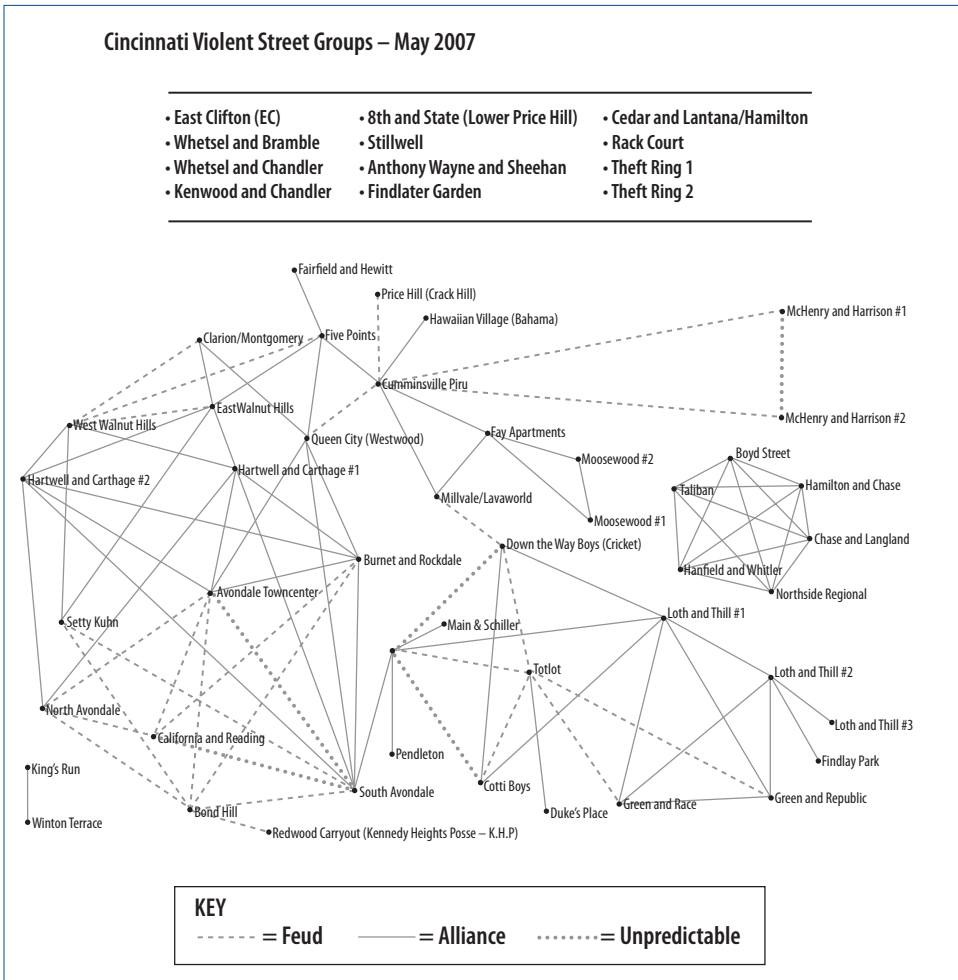 Cincinnati Violent Street Groups – May 2007
• East Clifton (EC) • 8th and State (Lower Price Hill) • Cedar and Lantana/Hamilton
• Whetsel and Bramble • Stillwell • Rack Court
• Whetsel and Chandler • Anthony Wayne and Sheehan • Theft Ring 1
• Kenwood and Chandler • Findlater Garden • Theft Ring 2
Fairfield and Hewitt
Price Hill (Crack Hill)
Hawaiian Village (Bahama)
McHenry and Harrison #1
Clarion/Montgomery
Five Points
Cumminsville Piru
EastWalnut Hills
McHenry and Harrison #2
West Walnut Hills
Queen City (Westwood)
Fay Apartments
Boyd Street
Moosewood #2
Hartwell and Carthage #1
Hartwell and Carthage #2
Taliban
Hamilton and Chase
Millvale/Lavaworld
Moosewood #1
Chase and Langland
Down the Way Boys (Cricket)
Burnet and Rockdale
Hanfield and Whitler
Avondale Towncenter
Northside Regional
Setty Kuhn
Main & Schiller
Loth and Thill #1
Totlot
Loth and Thill #2
North Avondale
Loth and Thill #3
California and Reading
Pendleton
Findlay Park
King's Run
South Avondale
Cotti Boys
Green and Republic
Green and Race
Duke's Place
Bond Hill
Winton Terrace
Redwood Carryout (Kennedy Heights Posse – K.H.P)
KEY
= Feud = Alliance = Unpredictable